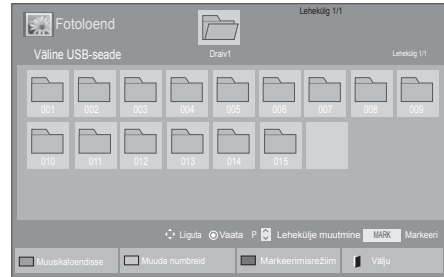 Lehekülg 1/1
Fotoloend
Väline USB-seade Draiv1 Lehekülg 1/1
001 002 003 004 005 006 007 008 009
010 011 012 013 014 015
Liiguta Vaata P Lehekülje muutmine MARK Markeeri
Muusikaloendisse Muuda numbreid Markeerimisrežiim Välju